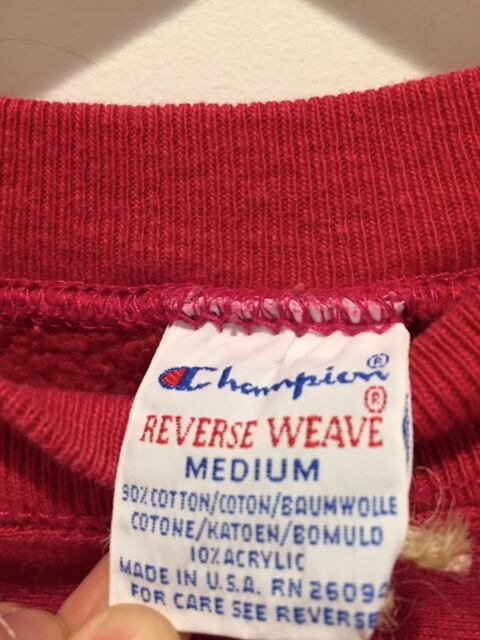 Champion®
REVERSE WEAVE®
MEDIUM
90% COTTON/COTON/BAUMWOLLE
COTONE/KATOEN/BOMULD
10% ACRYLIC
MADE IN U.S.A. RN 26094
FOR CARE SEE REVERSE